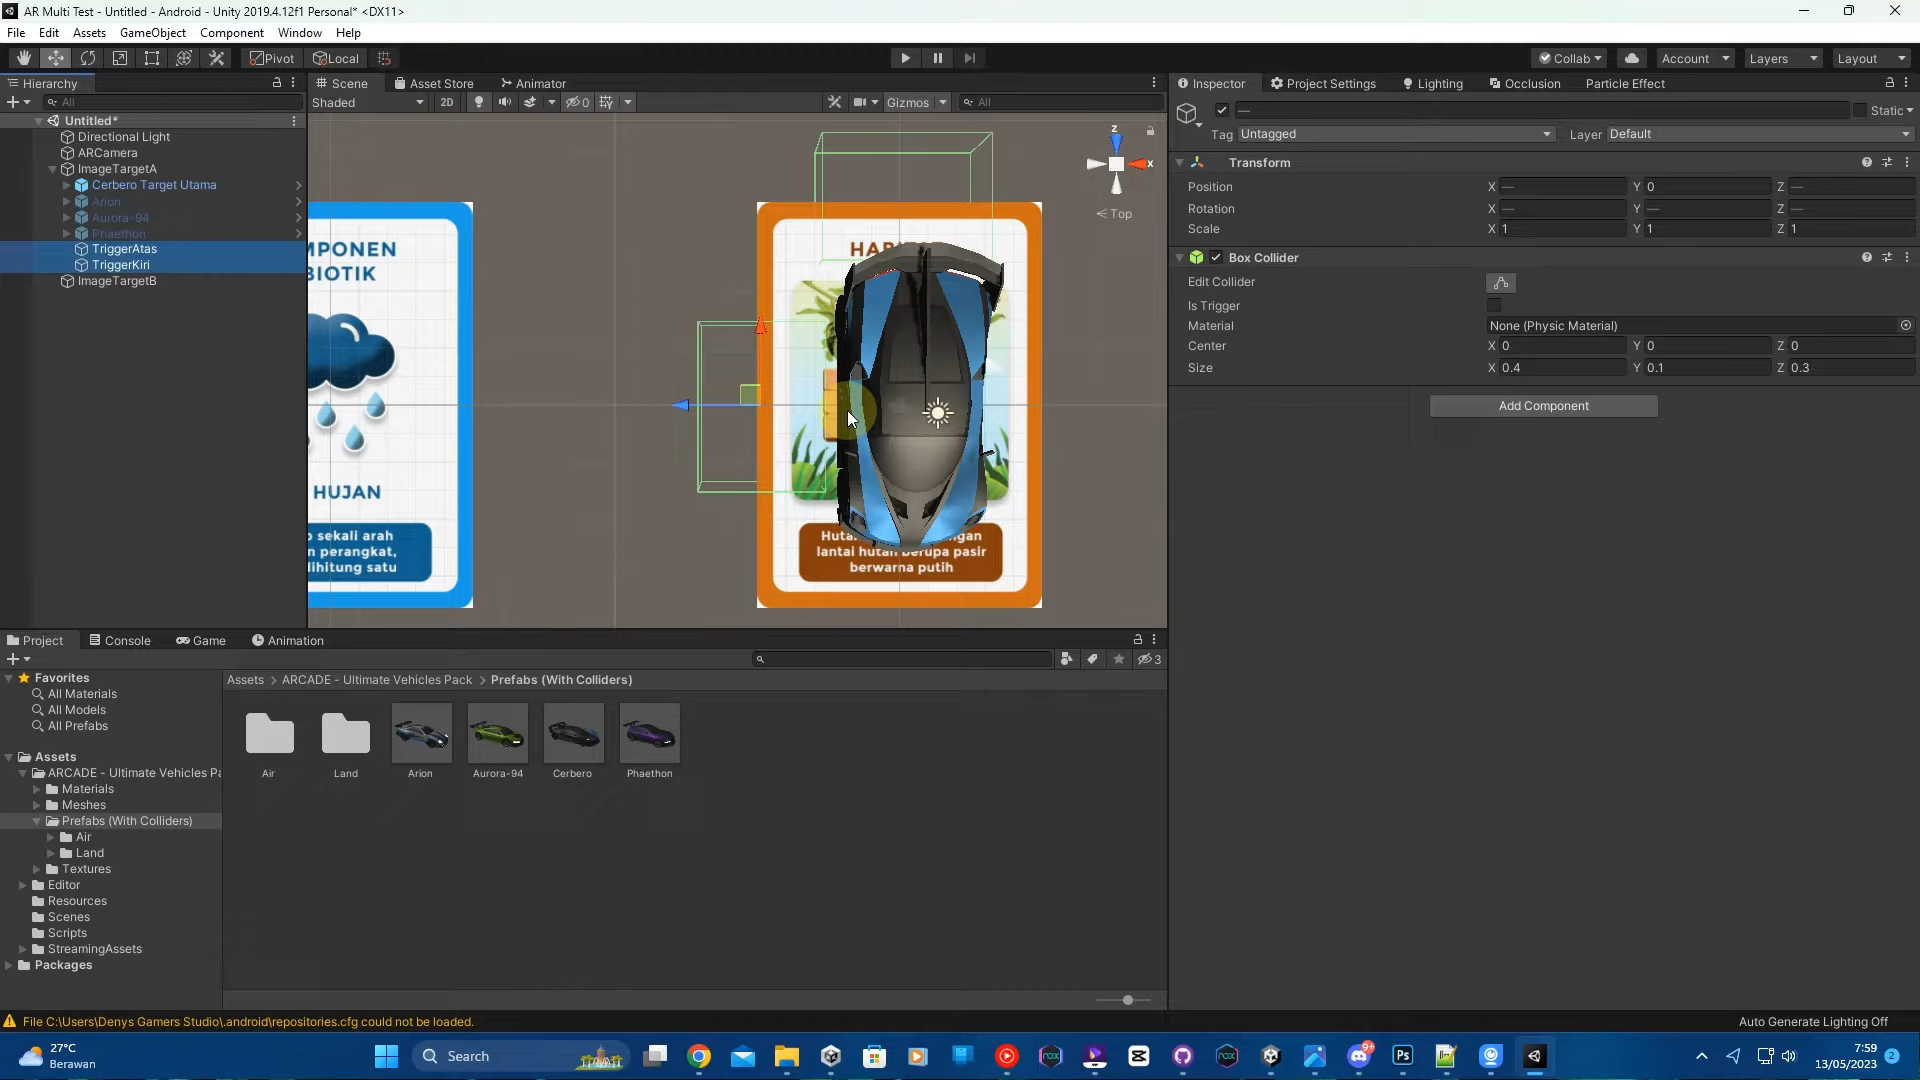 AR Multi Test - Untitled - Android - Unity 2019.4.12f1 Personal* <DX11>
File Edit Assets GameObject Component Window Help
Pivot Local Collab Account Layers Layout
Hierarchy
All
Untitled*
Directional Light
ARCamera
ImageTargetA
Cerbero Target Utama
Arion
Aurora-94
Phaethon
TriggerAtas
TriggerKiri
ImageTargetB
Scene Asset Store Animator
Shaded 2D 0 Gizmos All
z
x
Top
MPONEN
BIOTIK
HUJAN
sekali arah
n perangkat,
dihitung satu
lantai hutan berupa pasir
berwarna putih
Inspector Project Settings Lighting Occlusion Particle Effect
— Static
Tag Untagged Layer Default
Transform
Position X — Y 0 Z —
Rotation X — Y — Z —
Scale X 1 Y 1 Z 1
Box Collider
Edit Collider
Is Trigger
Material None (Physic Material)
Center X 0 Y 0 Z 0
Size X 0.4 Y 0.1 Z 0.3
Add Component
Project Console Game Animation
3
Favorites
All Materials
All Models
All Prefabs
Assets
ARCADE - Ultimate Vehicles Pa
Materials
Meshes
Prefabs (With Colliders)
Air
Land
Textures
Editor
Resources
Scenes
Scripts
StreamingAssets
Packages
Assets > ARCADE - Ultimate Vehicles Pack > Prefabs (With Colliders)
Air Land Arion Aurora-94 Cerbero Phaethon
File C:\Users\Denys Gamers Studio\.android\repositories.cfg could not be loaded.
Auto Generate Lighting Off
27°C
Berawan
Search
nox
nox
9+
Ps
7:59
13/05/2023
2